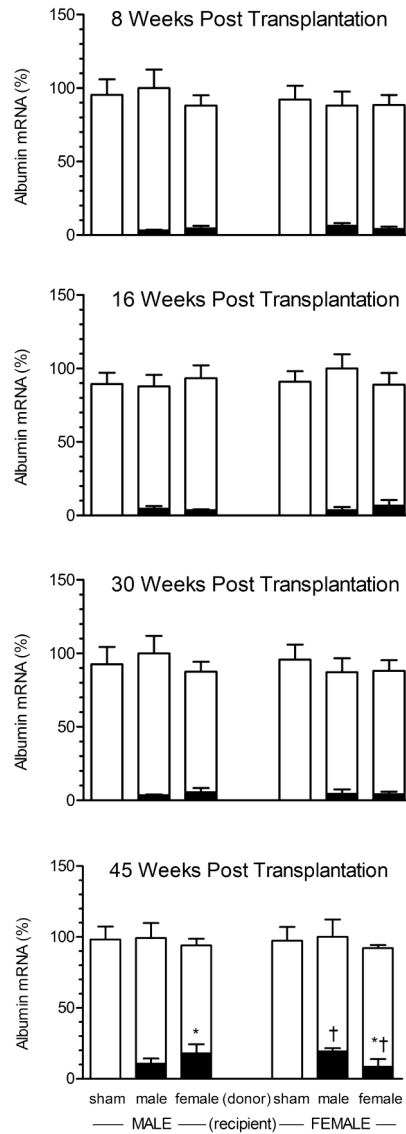 8 Weeks Post Transplantation
Albumin mRNA (%)
150
100
50
0
16 Weeks Post Transplantation
Albumin mRNA (%)
150
100
50
0
30 Weeks Post Transplantation
Albumin mRNA (%)
150
100
50
0
45 Weeks Post Transplantation
Albumin mRNA (%)
150
100
50
0
* † *†
sham male female (donor) sham male female
MALE (recipient) FEMALE